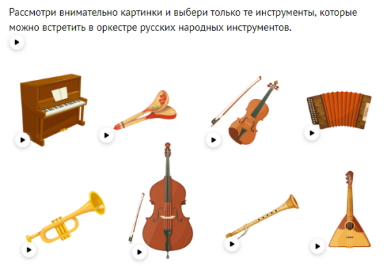 Рассмотри внимательно картинки и выбери только те инструменты, которые
можно встретить в оркестре русских народных инструментов.